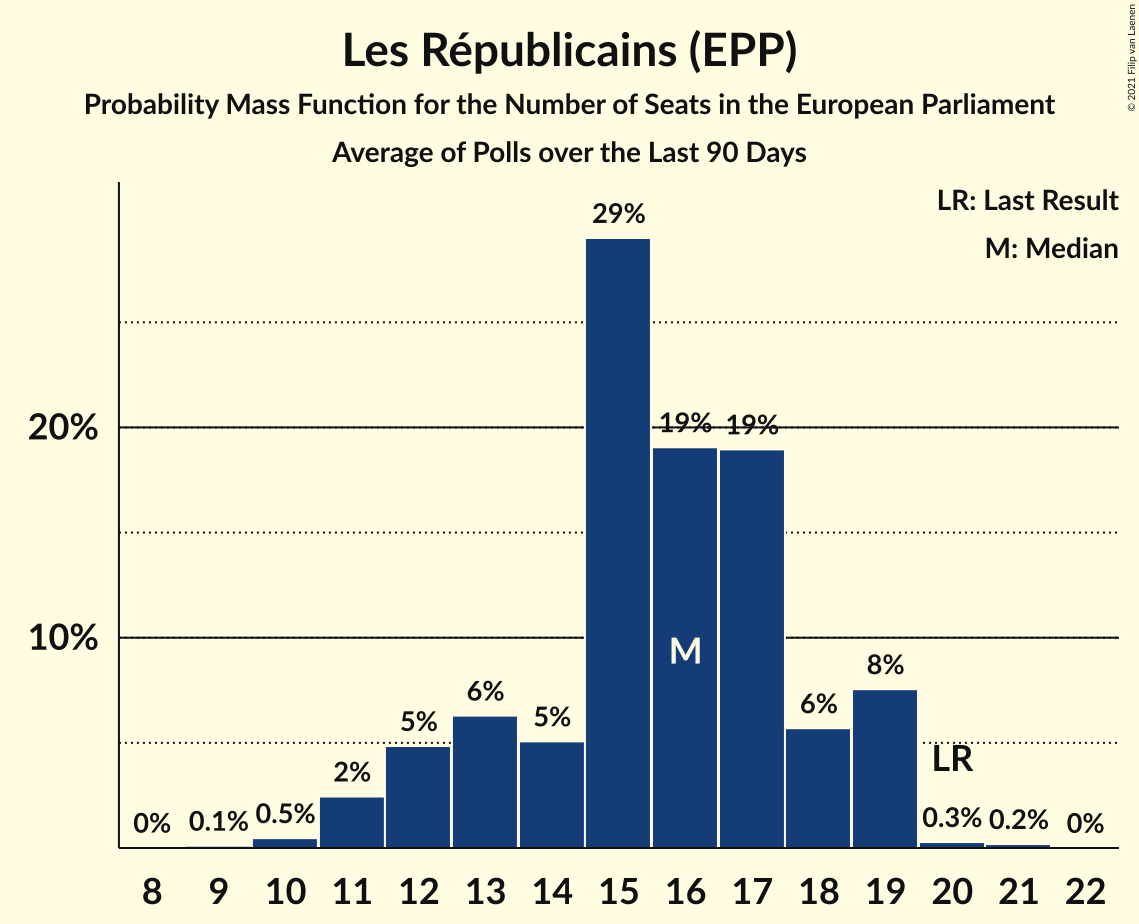 Les Républicains (EPP)
Probability Mass Function for the Number of Seats in the European Parliament
Average of Polls over the Last 90 Days
© 2021 Filip van Laenen
LR: Last Result
M: Median
29%
20%
19%
19%
10%
M
8%
6%
6%
5%
5%
LR
2%
0%
0.1%
0.5%
0.3%
0.2%
0%
8 9 10 11 12 13 14 15 16 17 18 19 20 21 22